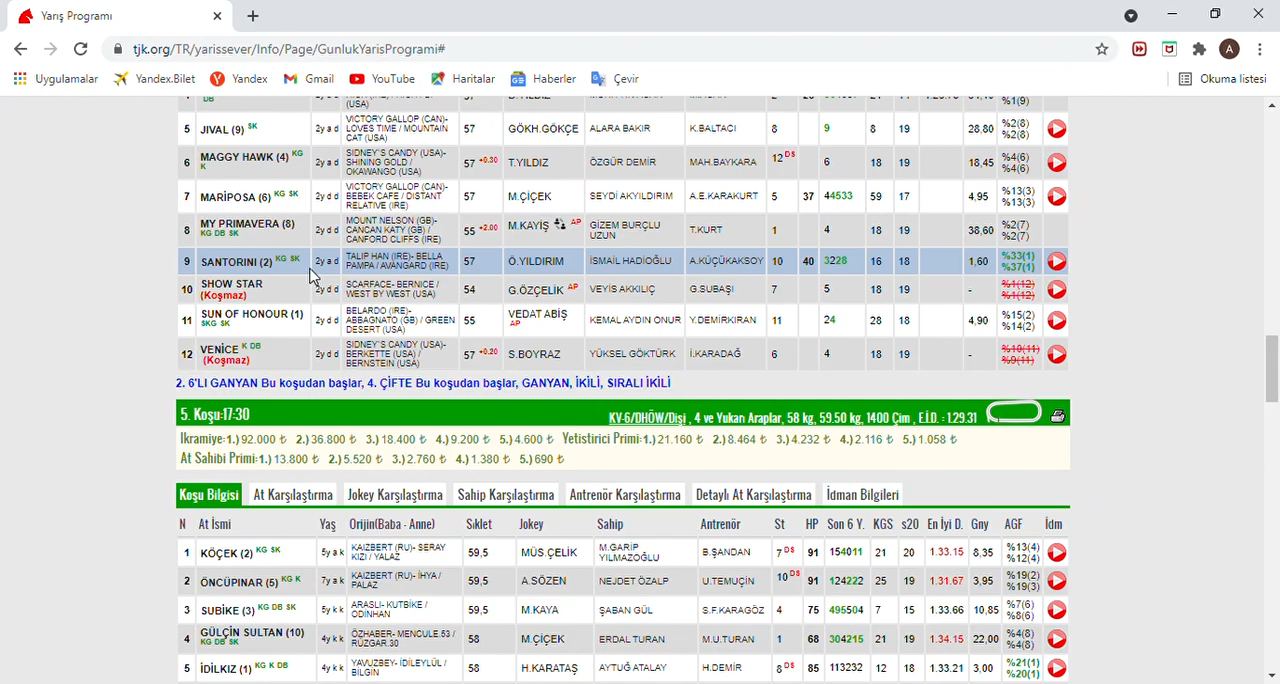 Yarış Programı
tjk.org/TR/yarissever/Info/Page/GunlukYarisProgrami#
A
Uygulamalar Yandex.Bilet Yandex Gmail YouTube Haritalar Haberler Çevir Okuma listesi
DB (USA) %1(9)
5 JIVAL (9) SK 2y a d VICTORY GALLOP (CAN)- LOVES TIME / MOUNTAIN CAT (USA) 57 GÖKH.GÖKÇE ALARA BAKIR K.BALTACI 8 9 8 19 28,80 %2(8) %2(8)
6 MAGGY HAWK (4) KG K 2y a d SIDNEY'S CANDY (USA)- SHINING GOLD / OKAWANGO (USA) 57 +0.30 T.YILDIZ ÖZGÜR DEMİR MAH.BAYKARA 12 DS 6 18 19 18,45 %4(6) %4(6)
7 MARİPOSA (6) KG SK 2y d d VICTORY GALLOP (CAN)- BEBEK CAFE / DISTANT RELATIVE (IRE) 57 M.ÇİÇEK SEYDİ AKYILDIRIM A.E.KARAKURT 5 37 44533 59 17 4,95 %13(3) %13(3)
8 MY PRIMAVERA (8) KG DB SK 2y d d MOUNT NELSON (GB)- CANCAN KATY (GB) / CANFORD CLIFFS (IRE) 55 +2.00 M.KAYİŞ AP GİZEM BURÇLU UZUN T.KURT 1 4 18 19 38,60 %2(7) %2(7)
9 SANTORINI (2) KG SK 2y a d TALIP HAN (IRE)- BELLA PAMPA / AVANGARD (IRE) 57 Ö.YILDIRIM İSMAİL HADİOĞLU A.KÜÇÜKAKSOY 10 40 3228 16 18 1,60 %33(1) %37(1)
10 SHOW STAR (Koşmaz) 2y d d SCARFACE- BERNICE / WEST BY WEST (USA) 54 G.ÖZÇELİK AP VEYİS AKKILIÇ G.SUBAŞI 7 5 18 19 - %1(12) %1(12)
11 SUN OF HONOUR (1) SKG SK 2y d d BELARDO (IRE)- ABBAGNATO (GB) / GREEN DESERT (USA) 55 VEDAT ABİŞ AP KEMAL AYDIN ONUR Y.DEMİRKIRAN 11 24 28 18 4,90 %15(2) %14(2)
12 VENİCE K DB (Koşmaz) 2y d d SIDNEY'S CANDY (USA)- BERKETTE (USA) / BERNSTEIN (USA) 57 +0.20 S.BOYRAZ YÜKSEL GÖKTÜRK İ.KARADAĞ 6 4 18 19 - %10(11) %9(11)
2. 6'LI GANYAN Bu koşudan başlar, 4. ÇİFTE Bu koşudan başlar, GANYAN, İKİLİ, SIRALI İKİLİ
5. Koşu:17:30 KV-6/DHÖW/Dişi , 4 ve Yukarı Araplar, 58 kg, 59.50 kg, 1400 Çim , E.İ.D. : 1.29.31
Ikramiye:1.) 92.000 ₺ 2.) 36.800 ₺ 3.) 18.400 ₺ 4.) 9.200 ₺ 5.) 4.600 ₺ Yetistirici Primi:1.) 21.160 ₺ 2.) 8.464 ₺ 3.) 4.232 ₺ 4.) 2.116 ₺ 5.) 1.058 ₺
At Sahibi Primi:1.) 13.800 ₺ 2.) 5.520 ₺ 3.) 2.760 ₺ 4.) 1.380 ₺ 5.) 690 ₺
Koşu Bilgisi At Karşılaştırma Jokey Karşılaştırma Sahip Karşılaştırma Antrenör Karşılaştırma Detaylı At Karşılaştırma İdman Bilgileri
N At İsmi Yaş Orijin(Baba - Anne) Sıklet Jokey Sahip Antrenör St HP Son 6 Y. KGS s20 En İyi D. Gny AGF İdm
1 KÖÇEK (2) KG SK 5y a k KAIZBERT (RU)- SERAY KIZI / YALAZ 59,5 MÜS.ÇELİK M.GARİP YILMAZOĞLU B.ŞANDAN 7 DS 91 154011 21 20 1.33.15 8,35 %13(4) %12(4)
2 ÖNCÜPINAR (5) KG K 7y a k KAIZBERT (RU)- İHYA / PALAZ 59,5 A.SÖZEN NEJDET ÖZALP U.TEMUÇİN 10 DS 91 124222 25 19 1.31.67 3,95 %19(2) %19(3)
3 SUBİKE (3) KG DB SK 5y k k ARASLI- KUTBİKE / ODINHAN 59,5 M.KAYA ŞABAN GÜL S.F.KARAGÖZ 4 75 495504 7 15 1.33.66 10,85 %7(6) %8(6)
4 GÜLÇİN SULTAN (10) KG DB SK 4y k k ÖZHABER- MENCULE.53 / RÜZGAR.30 58 M.ÇİÇEK ERDAL TURAN M.U.TURAN 1 68 304215 21 19 1.34.15 22,00 %4(8) %4(8)
5 İDİLKIZ (1) KG K DB 4y k k YAVUZBEY- İDİLEYLÜL / BİLGİN 58 H.KARATAŞ AYTUĞ ATALAY H.DEMİR 8 DS 85 113232 12 18 1.33.21 3,00 %21(1) %20(1)